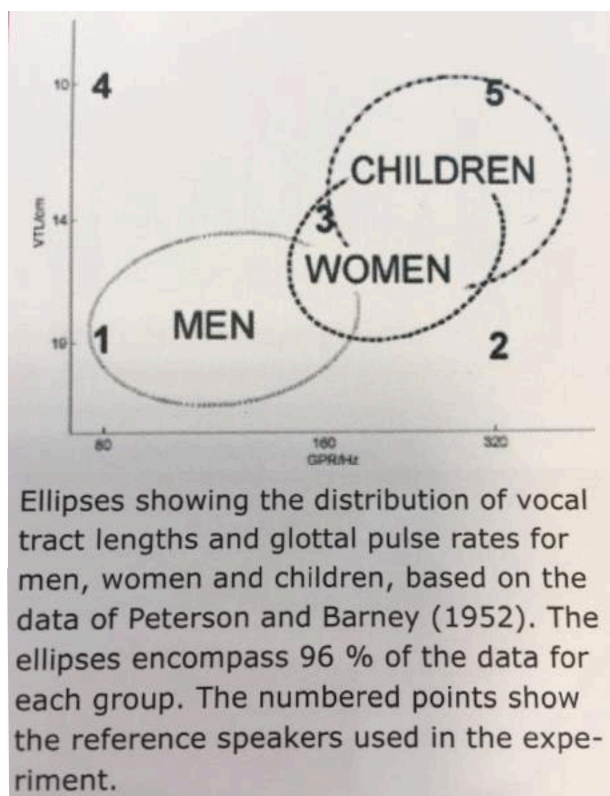 10
4
5
CHILDREN
14
3
VTL/cm
WOMEN
MEN
19
1
2
80
160
320
GPR/Hz
Ellipses showing the distribution of vocal
tract lengths and glottal pulse rates for
men, women and children, based on the
data of Peterson and Barney (1952). The
ellipses encompass 96 % of the data for
each group. The numbered points show
the reference speakers used in the expe-
riment.